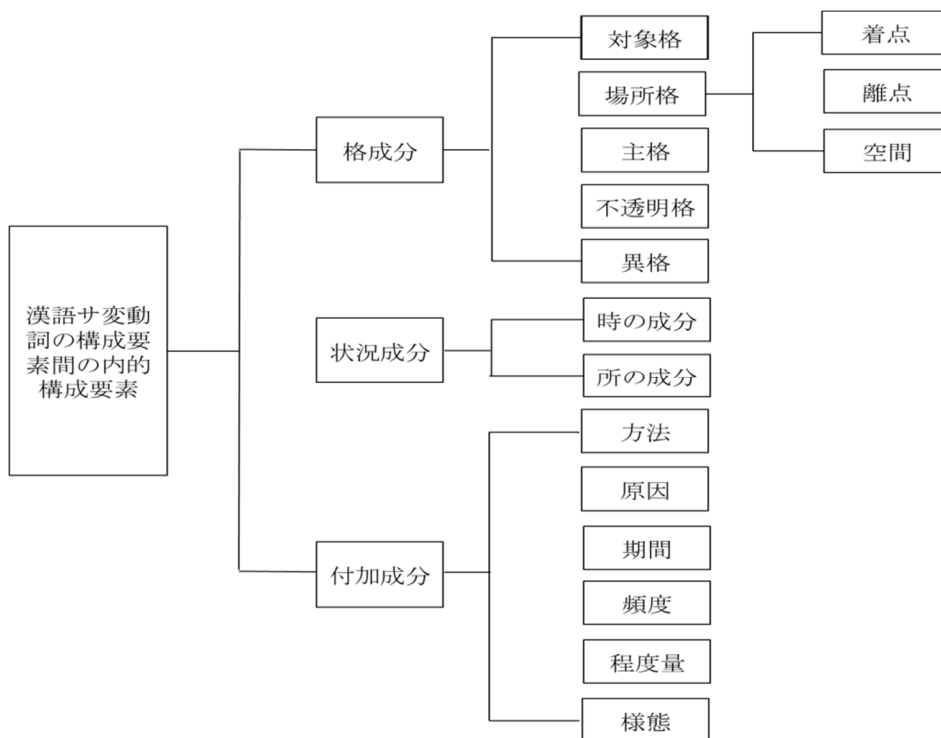 漢語サ変動
詞の構成要
素間の内的
構成要素
格成分
対象格
場所格
着点
離点
空間
主格
不透明格
異格
状況成分
時の成分
所の成分
付加成分
方法
原因
期間
頻度
程度量
様態